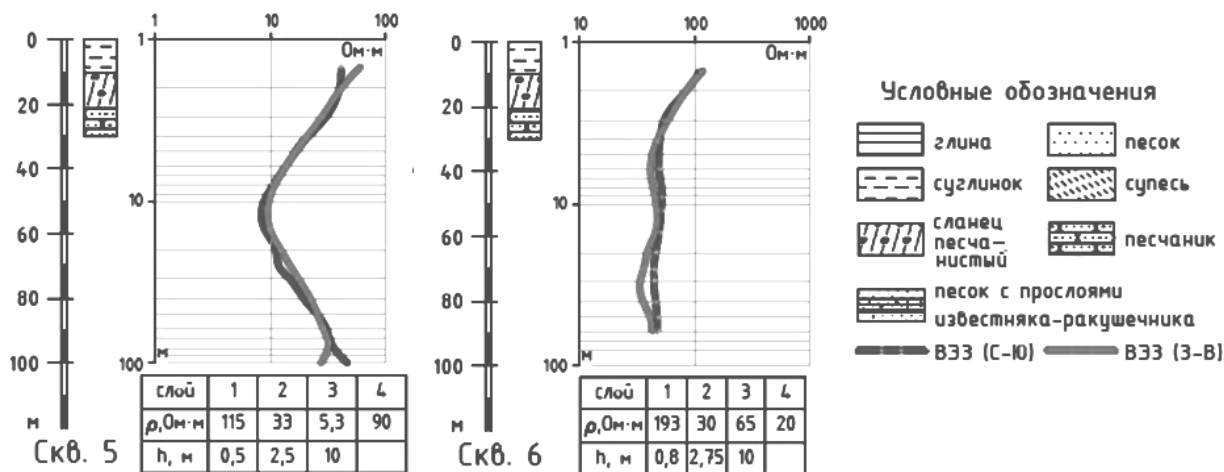 1 10 100
Ом·м
1
10
100
м
0
20
40
60
80
100
м
Скв. 5
слой 1 2 3 4
ρ,Ом·м 115 33 5,3 90
h, м 0,5 2,5 10
10 100 1000
Ом·м
1
10
100
м
0
20
40
60
80
100
м
Скв. 6
слой 1 2 3 4
ρ,Ом·м 193 30 65 20
h, м 0,8 2,75 10
Условные обозначения
глина
песок
суглинок
супесь
сланец
песча-
нистый
песчаник
песок с прослоями
известняка-ракушечника
ВЭЗ (С-Ю)
ВЭЗ (З-В)